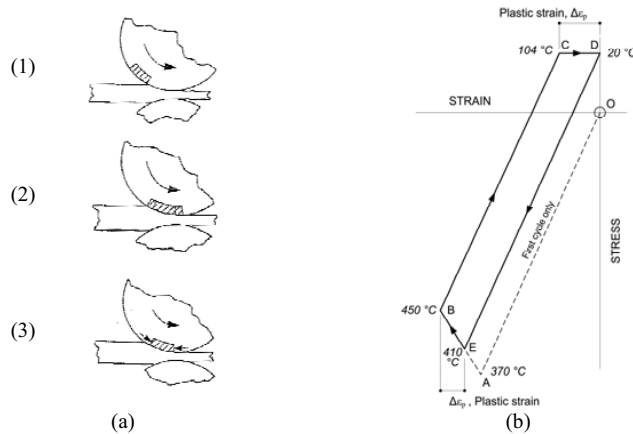 (1)
(2)
(3)
(a)
Plastic strain, Δεp
104 °C
C
D
20 °C
O
STRAIN
First cycle only
STRESS
450 °C
B
E
410
°C
370 °C
A
Δεp , Plastic strain
(b)